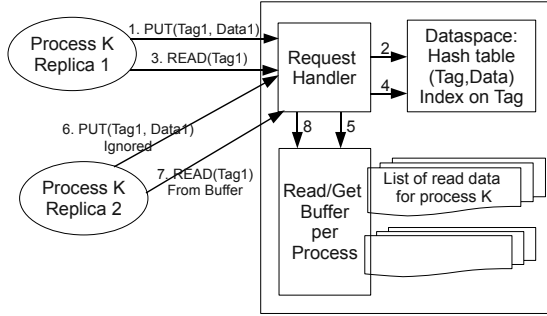 1. PUT(Tag1, Data1)
Process K
Replica 1
3. READ(Tag1)
Request
Handler
2
4
Dataspace:
Hash table
(Tag,Data)
Index on Tag
6. PUT(Tag1, Data1)
Ignored
8
5
7. READ(Tag1)
From Buffer
Process K
Replica 2
Read/Get
Buffer
per
Process
List of read data
for process K